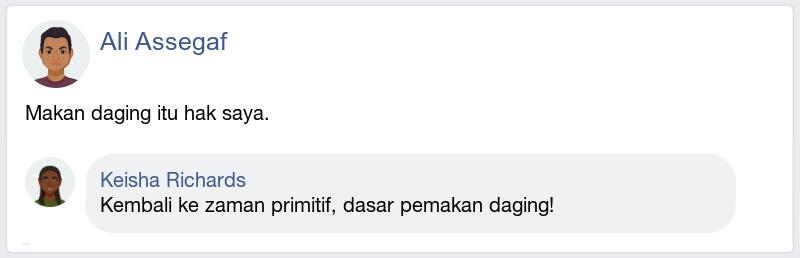 Ali Assegaf
Makan daging itu hak saya.
Keisha Richards
Kembali ke zaman primitif, dasar pemakan daging!